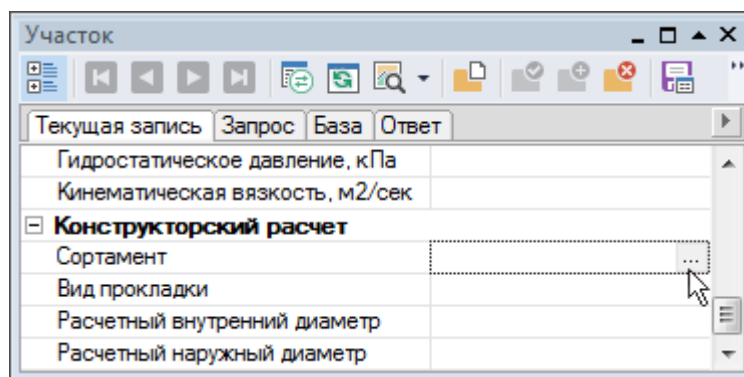 Участок
Текущая запись Запрос База Ответ
Гидростатическое давление, кПа
Кинематическая вязкость, м2/сек
Конструкторский расчет
Сортамент ...
Вид прокладки
Расчетный внутренний диаметр
Расчетный наружный диаметр